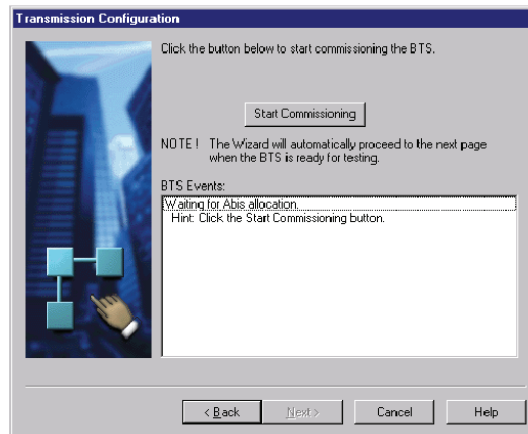 Transmission Configuration
Click the button below to start commissioning the BTS.
Start Commissioning
NOTE ! The Wizard will automatically proceed to the next page
when the BTS is ready for testing.
BTS Events:
Waiting for Abis allocation.
Hint: Click the Start Commissioning button.
< Back Next > Cancel Help